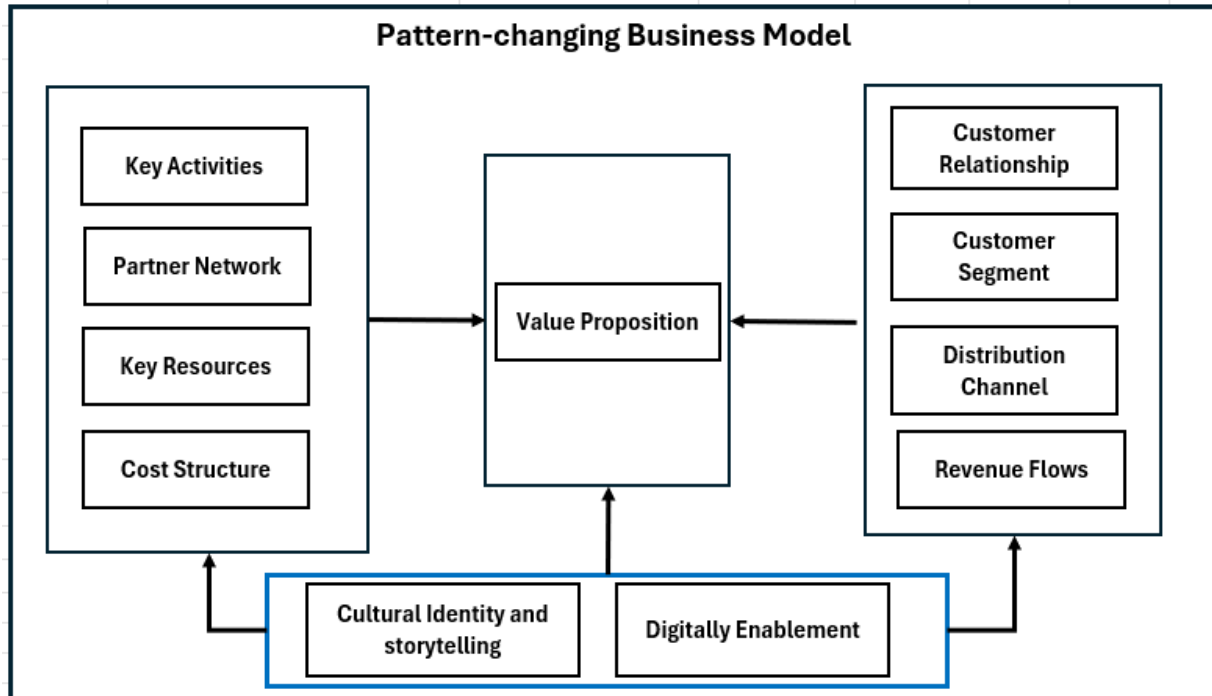 Pattern-changing Business Model
Key Activities
Partner Network
Key Resources
Cost Structure
Value Proposition
Customer
Relationship
Customer
Segment
Distribution
Channel
Revenue Flows
Cultural Identity and
storytelling
Digitally Enablement